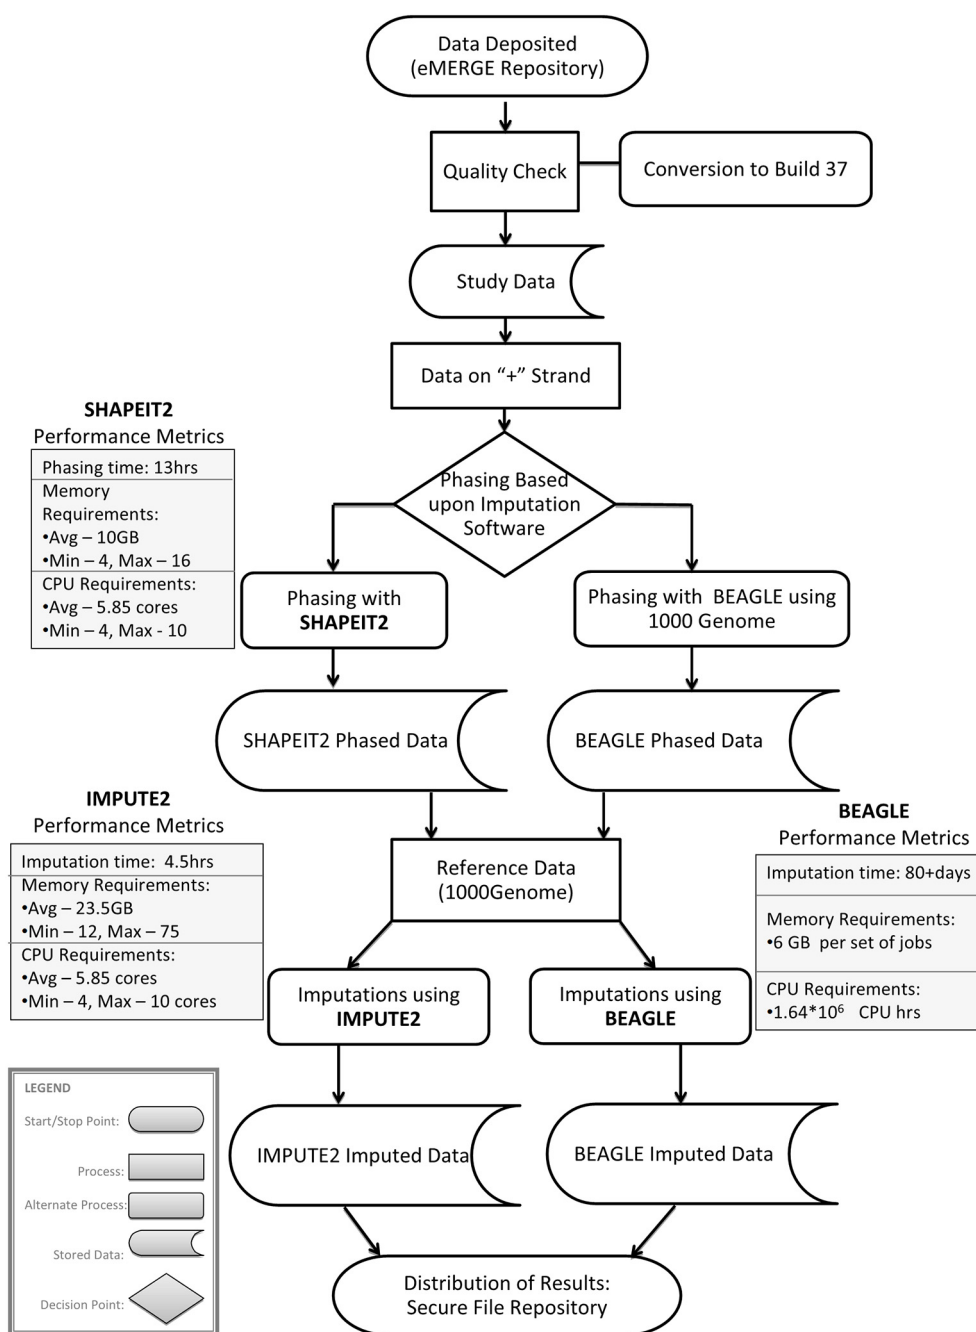 Data Deposited
(eMERGE Repository)
Quality Check
Conversion to Build 37
Study Data
Data on “+” Strand
SHAPEIT2
Performance Metrics
Phasing time: 13hrs
Memory
Requirements:
•Avg – 10GB
•Min – 4, Max – 16
CPU Requirements:
•Avg – 5.85 cores
•Min – 4, Max - 10
Phasing Based
upon Imputation
Software
Phasing with
SHAPEIT2
Phasing with BEAGLE using
1000 Genome
SHAPEIT2 Phased Data
BEAGLE Phased Data
IMPUTE2
Performance Metrics
Imputation time: 4.5hrs
Memory Requirements:
•Avg – 23.5GB
•Min – 12, Max – 75
CPU Requirements:
•Avg – 5.85 cores
•Min – 4, Max – 10 cores
Reference Data
(1000Genome)
BEAGLE
Performance Metrics
Imputation time: 80+days
Memory Requirements:
•6 GB per set of jobs
CPU Requirements:
•1.64*10⁶ CPU hrs
Imputations using
IMPUTE2
Imputations using
BEAGLE
IMPUTE2 Imputed Data
BEAGLE Imputed Data
LEGEND
Start/Stop Point:
Process:
Alternate Process:
Stored Data:
Decision Point:
Distribution of Results:
Secure File Repository